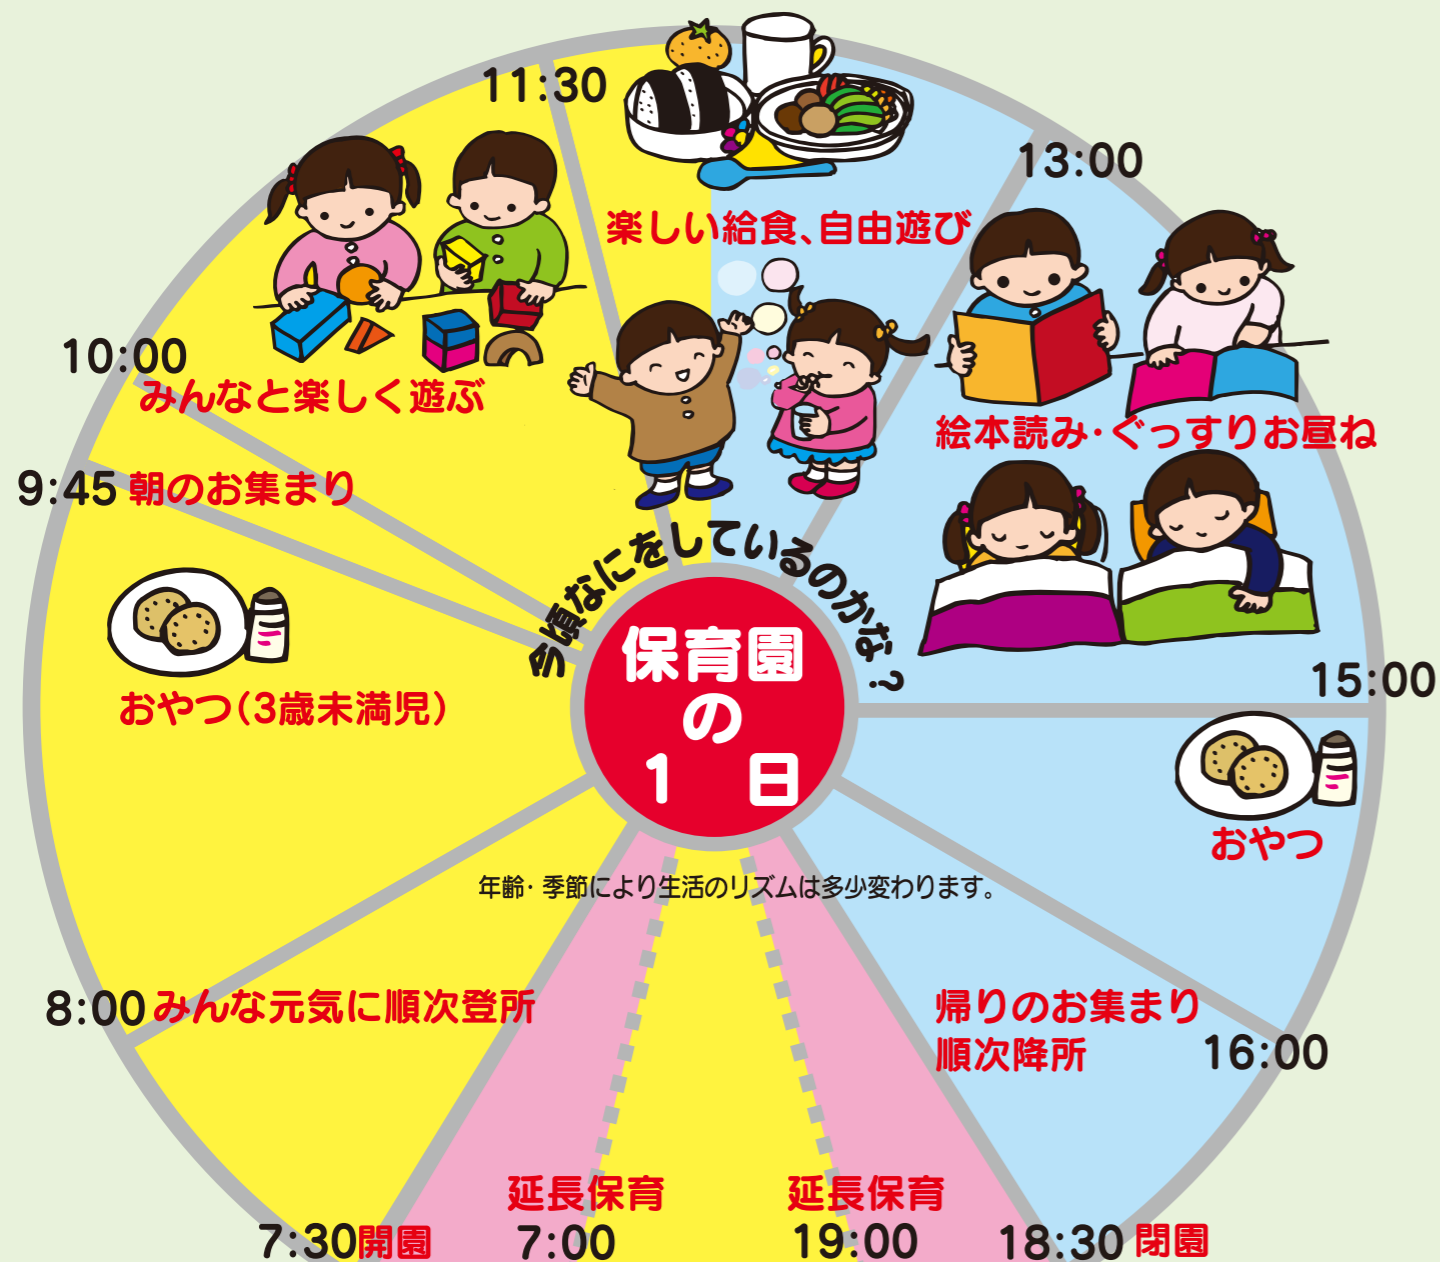 11:30
13:00
楽しい給食、自由遊び
10:00
みんなと楽しく遊ぶ
絵本読み・ぐっすりお昼ね
9:45 朝のお集まり
今頃なにをしているのかな?
保育園
の
1 日
15:00
おやつ(3歳未満児)
おやつ
年齢・季節により生活のリズムは多少変わります。
8:00 みんな元気に順次登所
帰りのお集まり
順次降所
16:00
延長保育
7:00
延長保育
19:00
7:30 開園
18:30 閉園